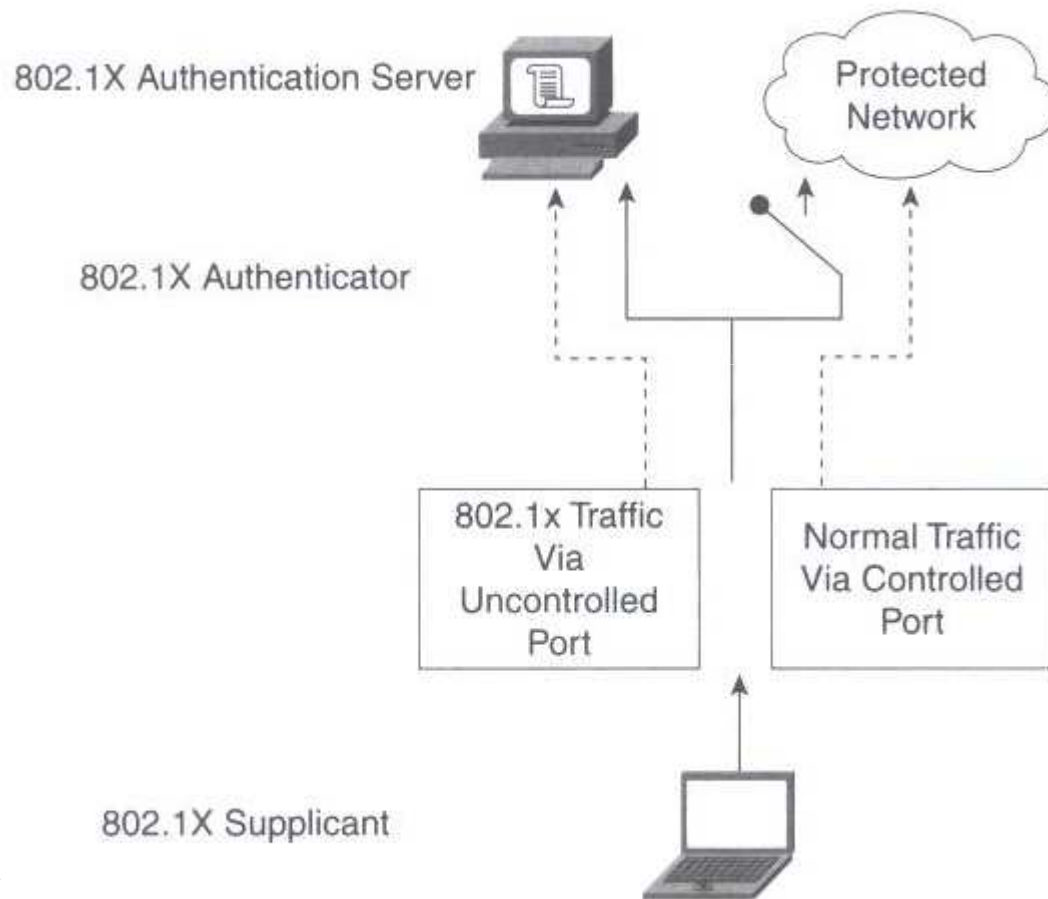 802.1X Authentication Server
Protected
Network
802.1X Authenticator
802.1x Traffic
Via
Uncontrolled
Port
Normal Traffic
Via Controlled
Port
802.1X Supplicant